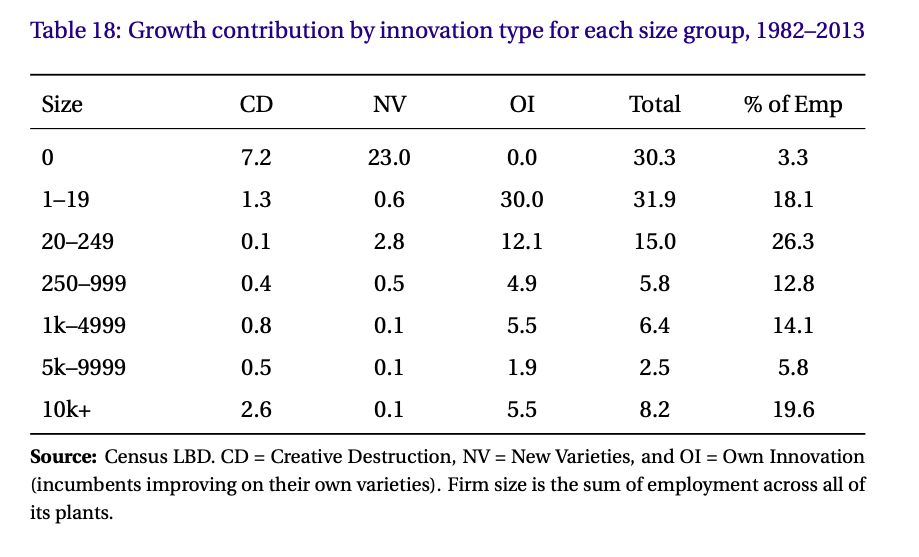 Table 18: Growth contribution by innovation type for each size group, 1982–2013
Size CD NV OI Total % of Emp
0 7.2 23.0 0.0 30.3 3.3
1–19 1.3 0.6 30.0 31.9 18.1
20–249 0.1 2.8 12.1 15.0 26.3
250–999 0.4 0.5 4.9 5.8 12.8
1k–4999 0.8 0.1 5.5 6.4 14.1
5k–9999 0.5 0.1 1.9 2.5 5.8
10k+ 2.6 0.1 5.5 8.2 19.6
Source: Census LBD. CD = Creative Destruction, NV = New Varieties, and OI = Own Innovation
(incumbents improving on their own varieties). Firm size is the sum of employment across all of
its plants.